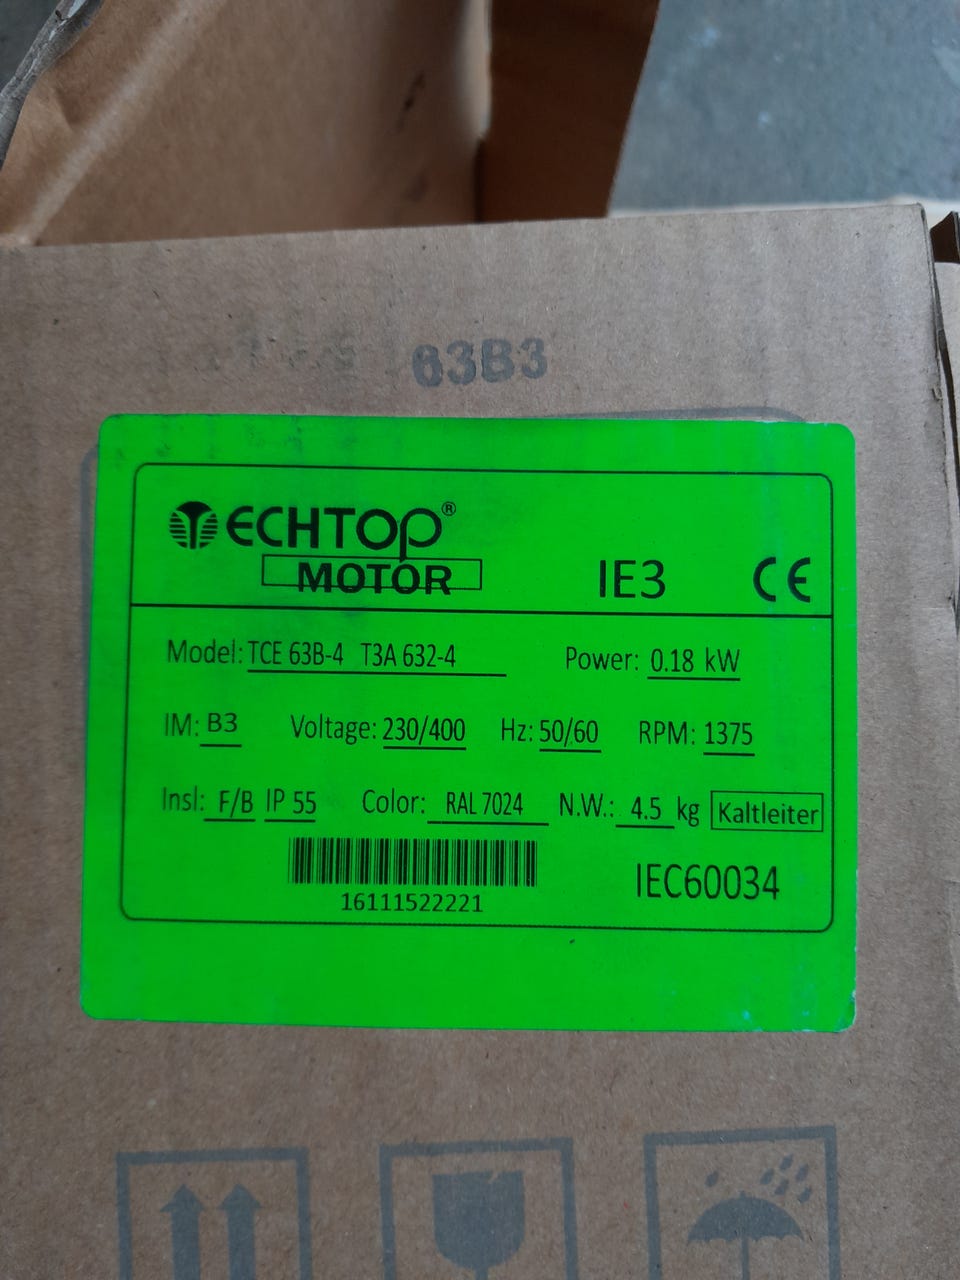 63B3
TECHTOP®
MOTOR
IE3 CE
Model: TCE 63B-4 T3A 632-4 Power: 0.18 kW
IM: B3 Voltage: 230/400 Hz: 50/60 RPM: 1375
Insl: F/B IP 55 Color: RAL 7024 N.W.: 4.5 kg Kaltleiter
16111522221
IEC60034